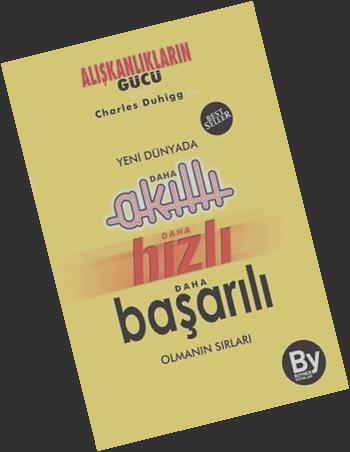 ALIŞKANLIKLARIN
GÜCÜ
Charles Duhigg
BEST
SELLER
YENİ DÜNYADA
DAHA
akıllı
DAHA
hızlı
DAHA
başarılı
OLMANIN SIRLARI
By